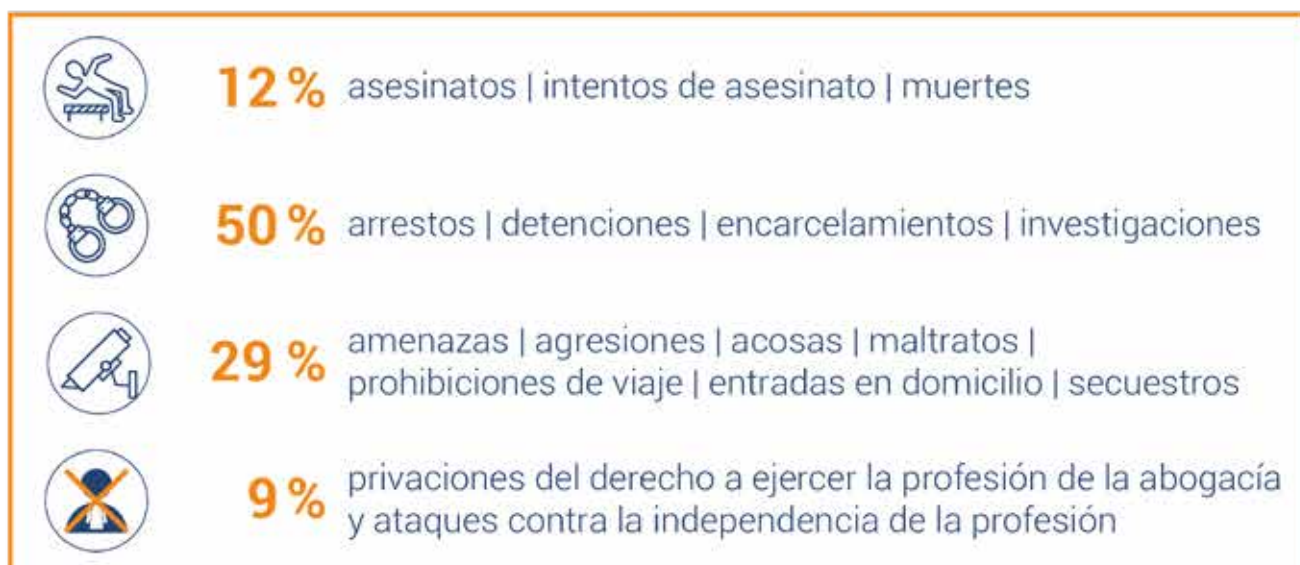 12 % asesinatos | intentos de asesinato | muertes
50 % arrestos | detenciones | encarcelamientos | investigaciones
29 % amenazas | agresiones | acosas | maltratos |
prohibiciones de viaje | entradas en domicilio | secuestros
9 % privaciones del derecho a ejercer la profesión de la abogacía
y ataques contra la independencia de la profesión